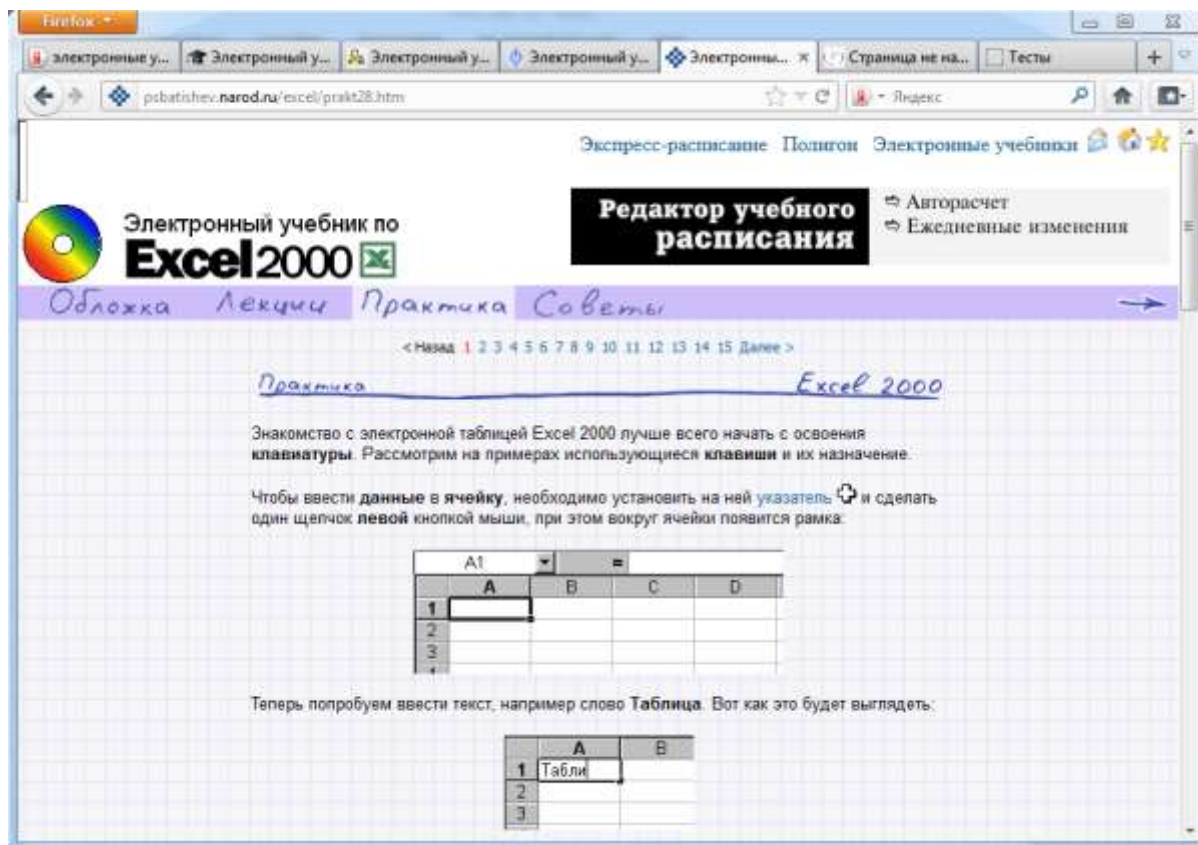 Firefox
электронные у...
Электронный у...
Электронный у...
Электронный у...
Электронны...
Страница не на...
Тесты
psbatishev.narod.ru/excel/prakt28.htm
Яндекс
Экспресс-расписание Полигон Электронные учебники
Электронный учебник по
Excel 2000
Редактор учебного
расписания
⇨ Авторасчет
⇨ Ежедневные изменения
Обложка Лекции Практика Советы
< Назад 1 2 3 4 5 6 7 8 9 10 11 12 13 14 15 Далее >
Практика Excel 2000
Знакомство с электронной таблицей Excel 2000 лучше всего начать с освоения
клавиатуры. Рассмотрим на примерах использующиеся клавиши и их назначение.
Чтобы ввести данные в ячейку, необходимо установить на ней указатель и сделать
один щелчок левой кнопкой мыши, при этом вокруг ячейки появится рамка:
A1 =
A B C D
1
2
3
4
Теперь попробуем ввести текст, например слово Таблица. Вот как это будет выглядеть:
A B
1 Табли
2
3